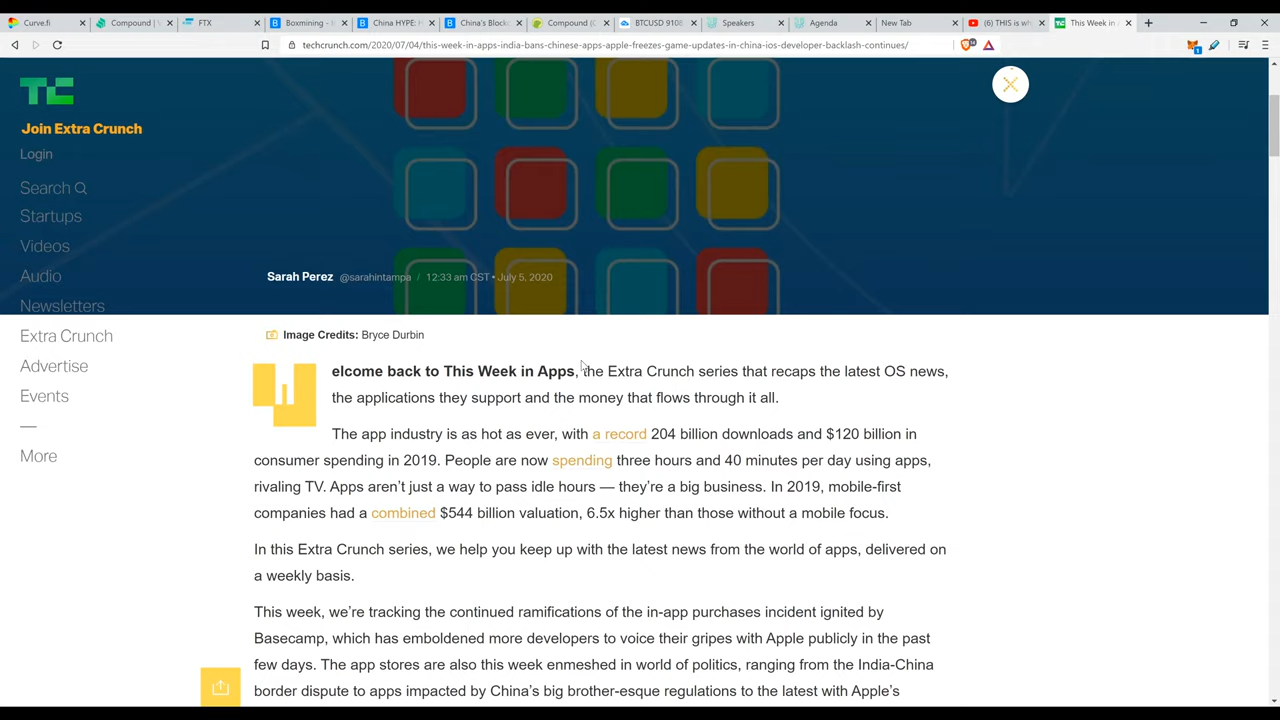 Curve.fi
Compound | 
FTX
Boxmining - 
China HYPE: H
China's Block
Compound (C
BTCUSD 9108
Speakers
Agenda
New Tab
(6) THIS is wh
This Week in A
techcrunch.com/2020/07/04/this-week-in-apps-india-bans-chinese-apps-apple-freezes-game-updates-in-china-ios-developer-backlash-continues/
TC
Join Extra Crunch
Login
Search
Startups
Videos
Audio
Newsletters
Extra Crunch
Advertise
Events
—
More
Sarah Perez @sarahintampa / 12:33 am CST • July 5, 2020
Image Credits: Bryce Durbin
Welcome back to This Week in Apps, the Extra Crunch series that recaps the latest OS news,
the applications they support and the money that flows through it all.
The app industry is as hot as ever, with a record 204 billion downloads and $120 billion in
consumer spending in 2019. People are now spending three hours and 40 minutes per day using apps,
rivaling TV. Apps aren't just a way to pass idle hours — they're a big business. In 2019, mobile-first
companies had a combined $544 billion valuation, 6.5x higher than those without a mobile focus.
In this Extra Crunch series, we help you keep up with the latest news from the world of apps, delivered on
a weekly basis.
This week, we're tracking the continued ramifications of the in-app purchases incident ignited by
Basecamp, which has emboldened more developers to voice their gripes with Apple publicly in the past
few days. The app stores are also this week enmeshed in world of politics, ranging from the India-China
border dispute to apps impacted by China's big brother-esque regulations to the latest with Apple's